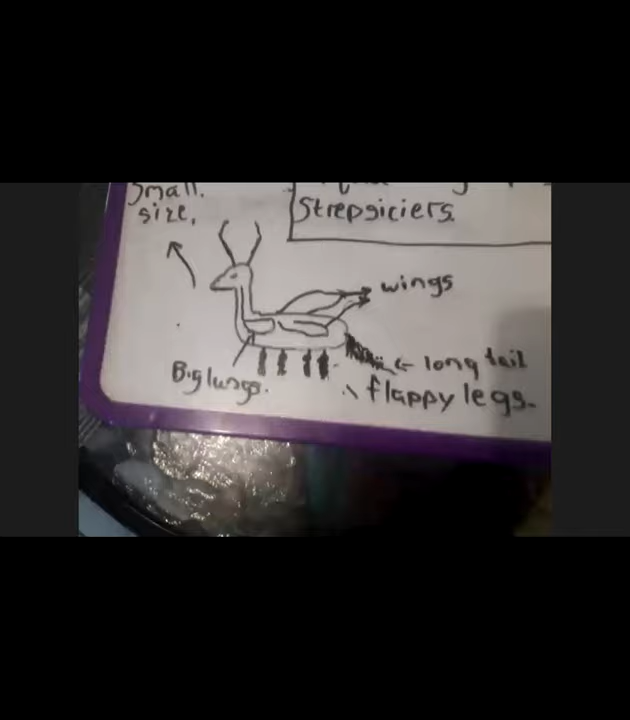 small.
size.
Strepsiciers.
wings
Big lungs.
long tail
flappy legs.